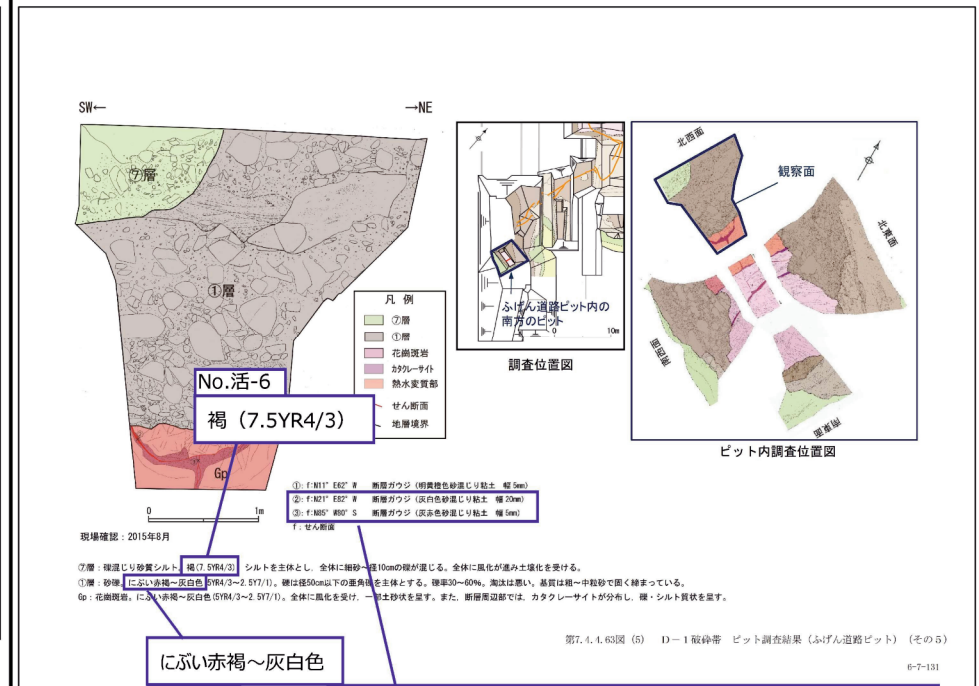 SW← →NE
⑦層
①層
Gp
凡 例
⑦層
①層
花崗斑岩
カタクレーサイト
熱水変質部
せん断面
地層境界
No.活-6
褐（7.5YR4/3）
0 1m
現場確認：2015年8月
ふげん道路ピット内の
南方のピット
0 10m
調査位置図
北西面
観察面
北東面
南西面
南東面
ピット内調査位置図
①：f:N11°E62°W 断層ガウジ（明黄橙色砂混じり粘土 幅5mm）
②：f:N21°E82°W 断層ガウジ（灰白色砂混じり粘土 幅20mm）
③：f:N85°W80°S 断層ガウジ（灰赤色砂混じり粘土 幅5mm）
f：せん断面
⑦層：礫混じり砂質シルト。褐(7.5YR4/3) シルトを主体とし、全体に細砂～径10cmの礫が混じる。全体に風化が進み土壌化を受ける。
①層：砂礫。にぶい赤褐～灰白色(5YR4/3～2.5Y7/1)。礫は径50cm以下の亜角礫を主体とする。礫率30～60%。淘汰は悪い。基質は粗～中粒砂で固く締まっている。
Gp：花崗斑岩。にぶい赤褐～灰白色(5YR4/3～2.5Y7/1)。全体に風化を受け、一部土砂状を呈す。また、断層周辺部では、カタクレーサイトが分布し、礫・シルト質状を呈す。
にぶい赤褐～灰白色
第7.4.4.63図 (5) D－1破砕帯 ピット調査結果（ふげん道路ピット）（その5）
6-7-131